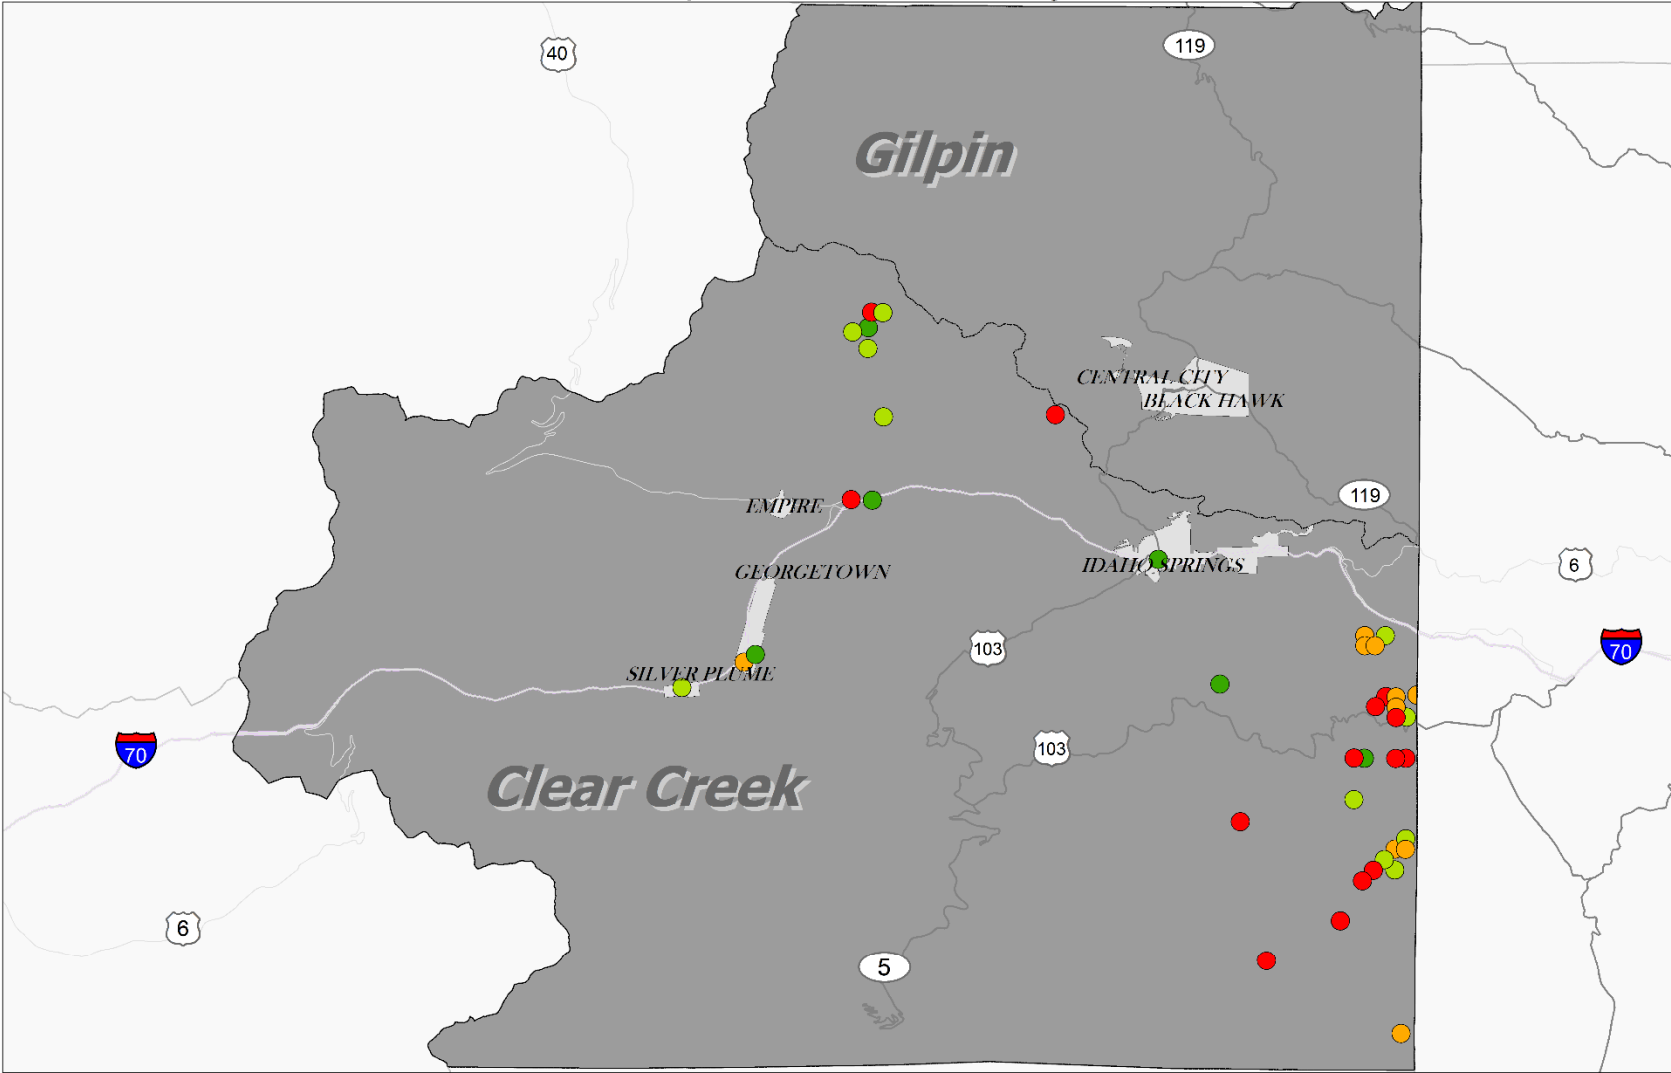 119
40
Gilpin
CENTRAL CITY
BLACK HAWK
119
EMPIRE
IDAHO SPRINGS
6
GEORGETOWN
103
70
SILVER PLUME
103
70
Clear Creek
6
5